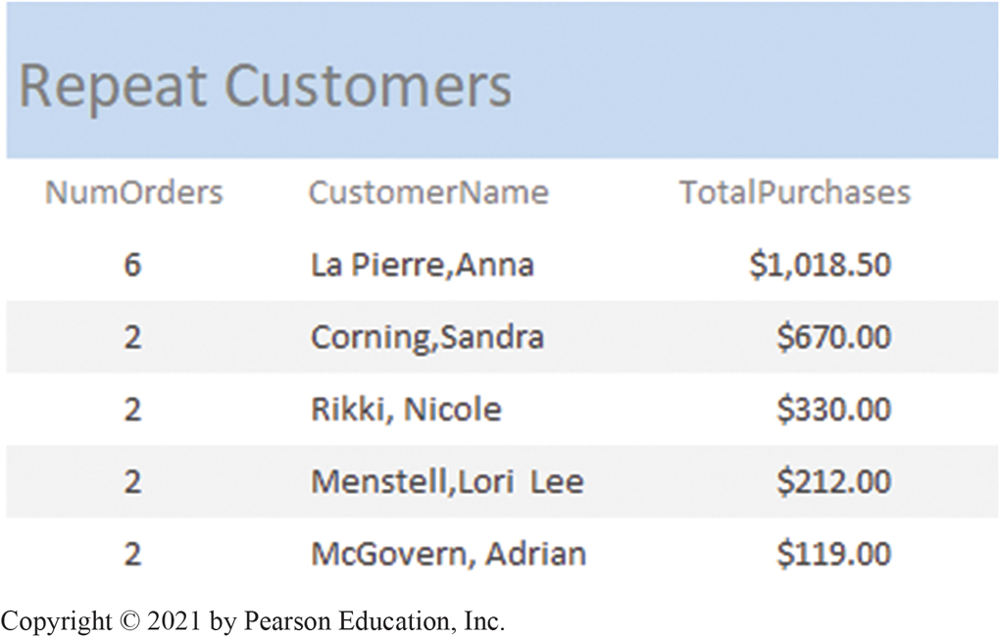 Repeat Customers
NumOrders CustomerName TotalPurchases
6 La Pierre,Anna $1,018.50
2 Corning,Sandra $670.00
2 Rikki, Nicole $330.00
2 Menstell,Lori Lee $212.00
2 McGovern, Adrian $119.00
Copyright © 2021 by Pearson Education, Inc.